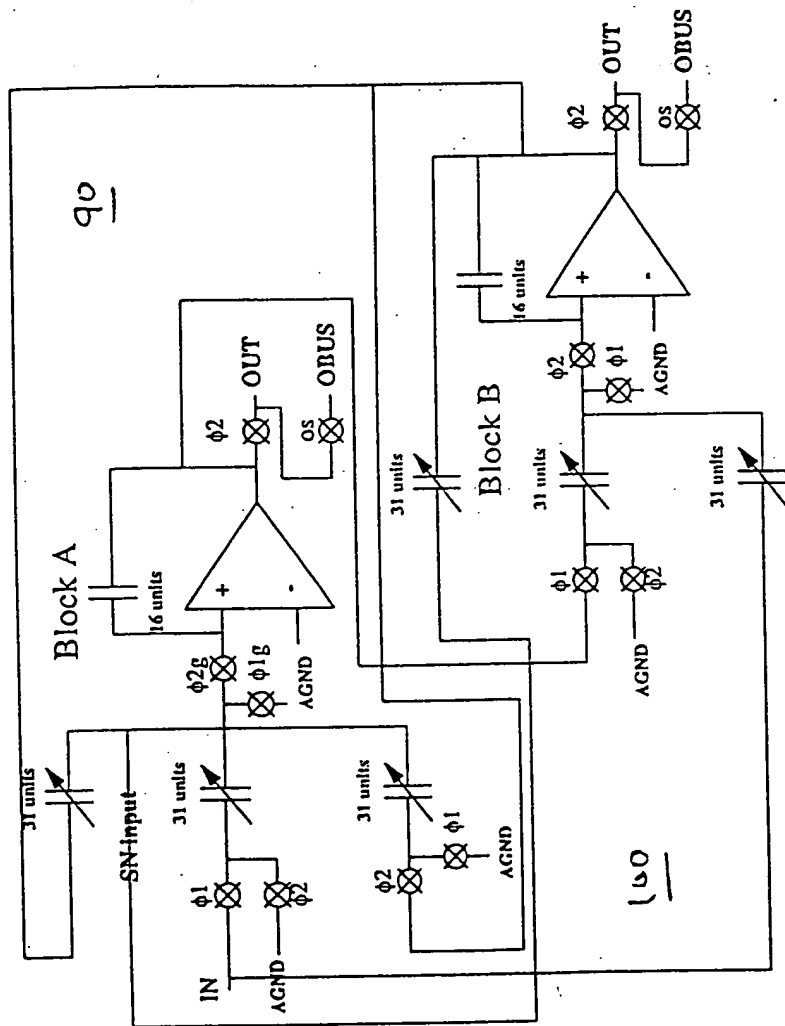 90
Block A
16 units
+
-
φ2
OUT
os
OBUS
φ2g
φ1g
AGND
31 units
SN-Input
31 units
φ1
φ2
IN
AGND
31 units
φ2
φ1
AGND
Block B
31 units
16 units
+
-
φ2
OUT
os
OBUS
φ2
φ1
AGND
31 units
φ1
φ2
AGND
31 units
100